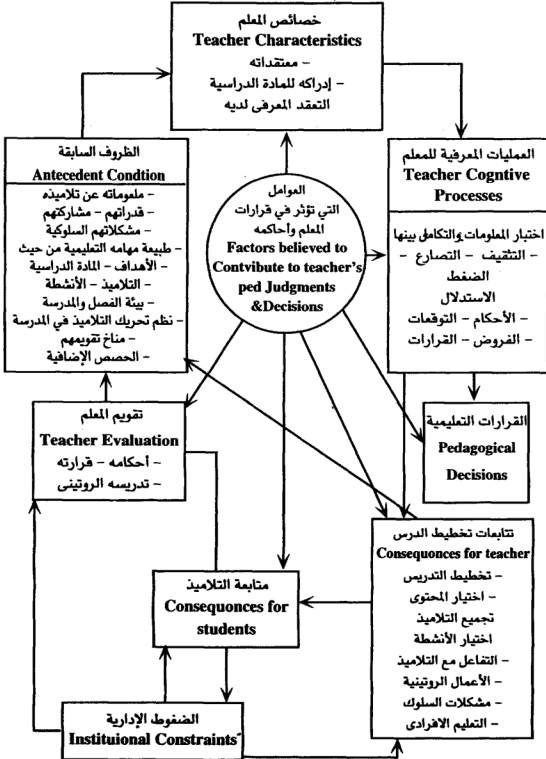 خصائص المعلم
Teacher Characteristics
- معتقداته
- إدراكه للمادة الدراسية
التعقد المعرفى لديه
الظروف السابقة
Antecedent Condtion
- ملعوماته عن تلاميذه
- قدراتهم - مشاركتهم
- مشكلاتهم السلوكية
- طبيعة مهامه التعليمية من حيث
- الأهداف - المادة الدراسية
- التلاميذ - الأنشطة
بيئة الفصل والمدرسة
- نظم تحريك التلاميذ في المدرسة
- مناخ تقويمهم
- الحصص الإضافية
العوامل
التي تؤثر في قرارات
المعلم وأحاكمه
Factors believed to
Contvibute to teacher's
ped Judgments
&Decisions
العمليات المعرفية للمعلم
Teacher Cogntive
Processes
اختبار المعلومات والتكامل بينها
- التثقيف - التصارع -
الضغط
الاستدلال
- الأحكام - التوقعات
- الفروض - القرارات
تقويم المعلم
Teacher Evaluation
- أحكامه - قرارته
- تدريسه الروتينى
القرارات التعليمية
Pedagogical
Decisions
تتابعات تخطيط الدرس
Consequonces for teacher
- تخطيط التدريس
- اختيار المحتوى
تجميع التلاميذ
اختيار الأنشطة
- التفاعل مع التلاميذ
- الأعمال الروتينية
- مشكلات السلوك
- التعليم الافرادى
متابعة التلاميذ
Consequonces for
students
الضغوط الإدارية
Instituional Constraints